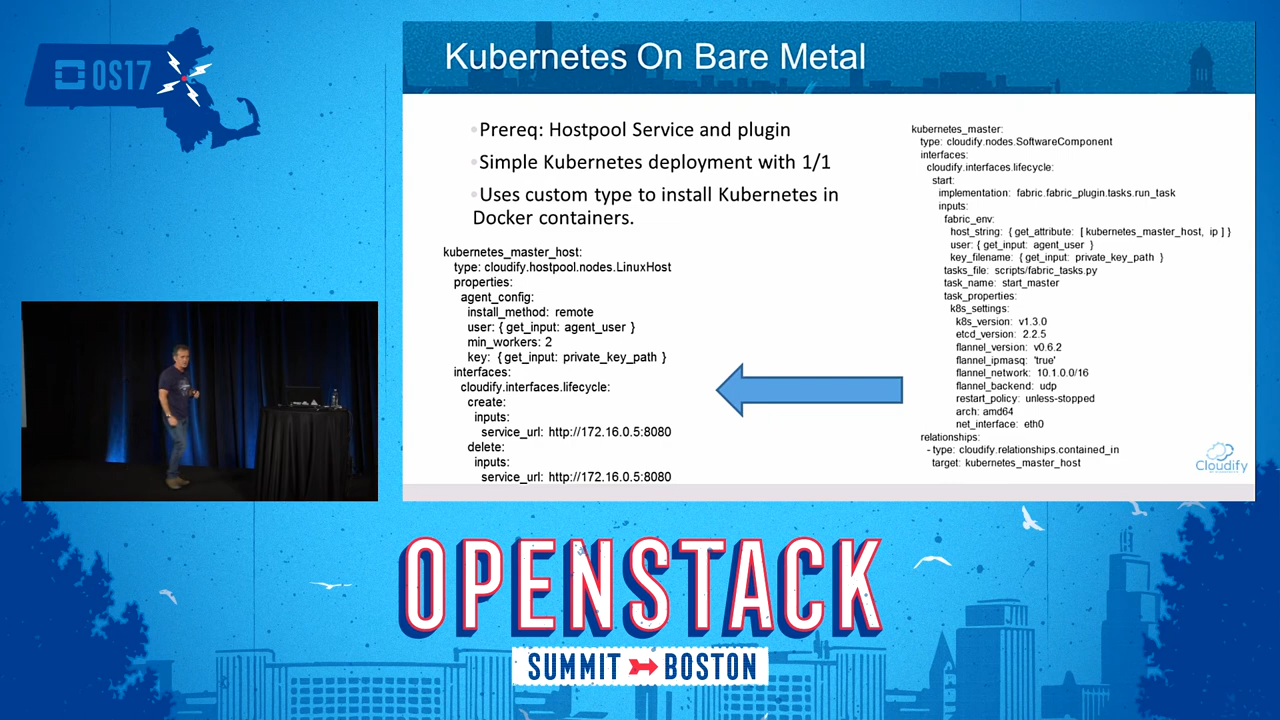 OS17
Kubernetes On Bare Metal
Prereq: Hostpool Service and plugin
Simple Kubernetes deployment with 1/1
Uses custom type to install Kubernetes in
Docker containers.
kubernetes_master_host:
type: cloudify.hostpool.nodes.LinuxHost
properties:
agent_config:
install_method: remote
user: { get_input: agent_user }
min_workers: 2
key: { get_input: private_key_path }
interfaces:
cloudify.interfaces.lifecycle:
create:
inputs:
service_url: http://172.16.0.5:8080
delete:
inputs:
service_url: http://172.16.0.5:8080
kubernetes_master:
type: cloudify.nodes.SoftwareComponent
interfaces:
cloudify.interfaces.lifecycle:
start:
implementation: fabric.fabric_plugin.tasks.run_task
inputs:
fabric_env:
host_string: { get_attribute: [ kubernetes_master_host, ip ] }
user: { get_input: agent_user }
key_filename: { get_input: private_key_path }
tasks_file: scripts/fabric_tasks.py
task_name: start_master
task_properties:
k8s_settings:
k8s_version: v1.3.0
etcd_version: 2.2.5
flannel_version: v0.6.2
flannel_ipmasq: 'true'
flannel_network: 10.1.0.0/16
flannel_backend: udp
restart_policy: unless-stopped
arch: amd64
net_interface: eth0
relationships:
- type: cloudify.relationships.contained_in
target: kubernetes_master_host
Cloudify
OPENSTACK
SUMMIT BOSTON